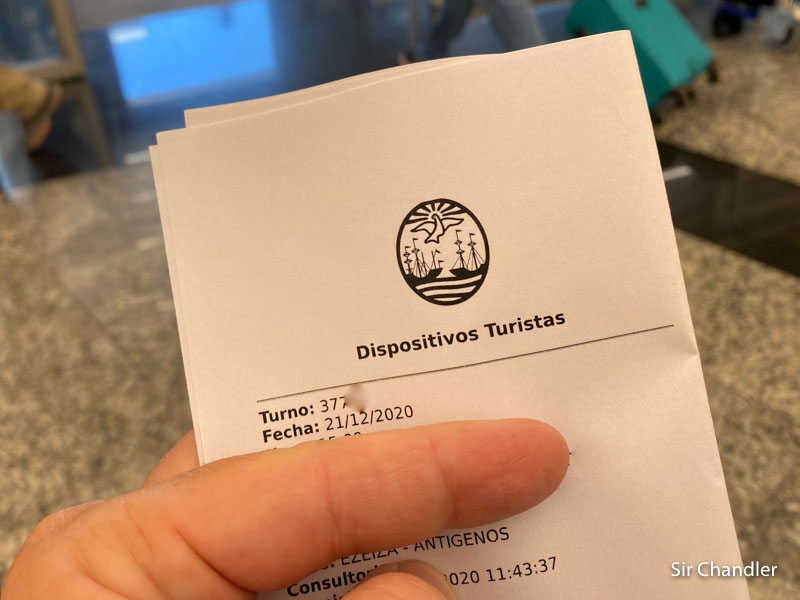 Dispositivos Turistas
Turno: 377
Fecha: 21/12/2020
EZEIZA - ANTIGENOS
2020 11:43:37
Sir Chandler